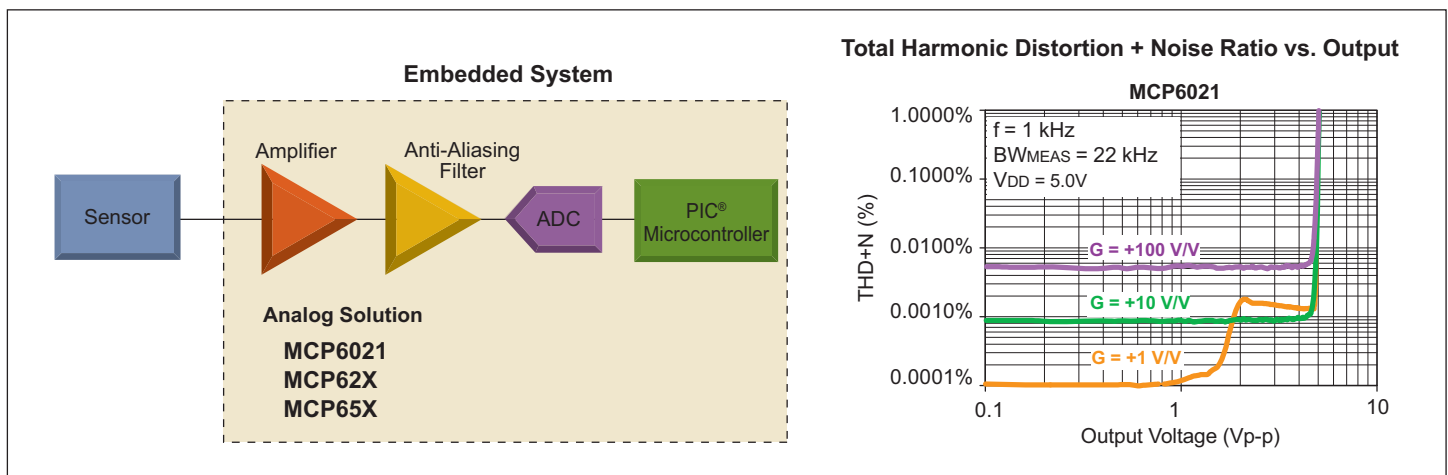 Embedded System
Sensor
Amplifier
Anti-Aliasing
Filter
ADC
PIC®
Microcontroller
Analog Solution
MCP6021
MCP62X
MCP65X
Total Harmonic Distortion + Noise Ratio vs. Output
MCP6021
THD+N (%)
1.0000%
0.1000%
0.0100%
0.0010%
0.0001%
f = 1 kHz
BWMEAS = 22 kHz
VDD = 5.0V
G = +100 V/V
G = +10 V/V
G = +1 V/V
0.1
1
10
Output Voltage (Vp-p)